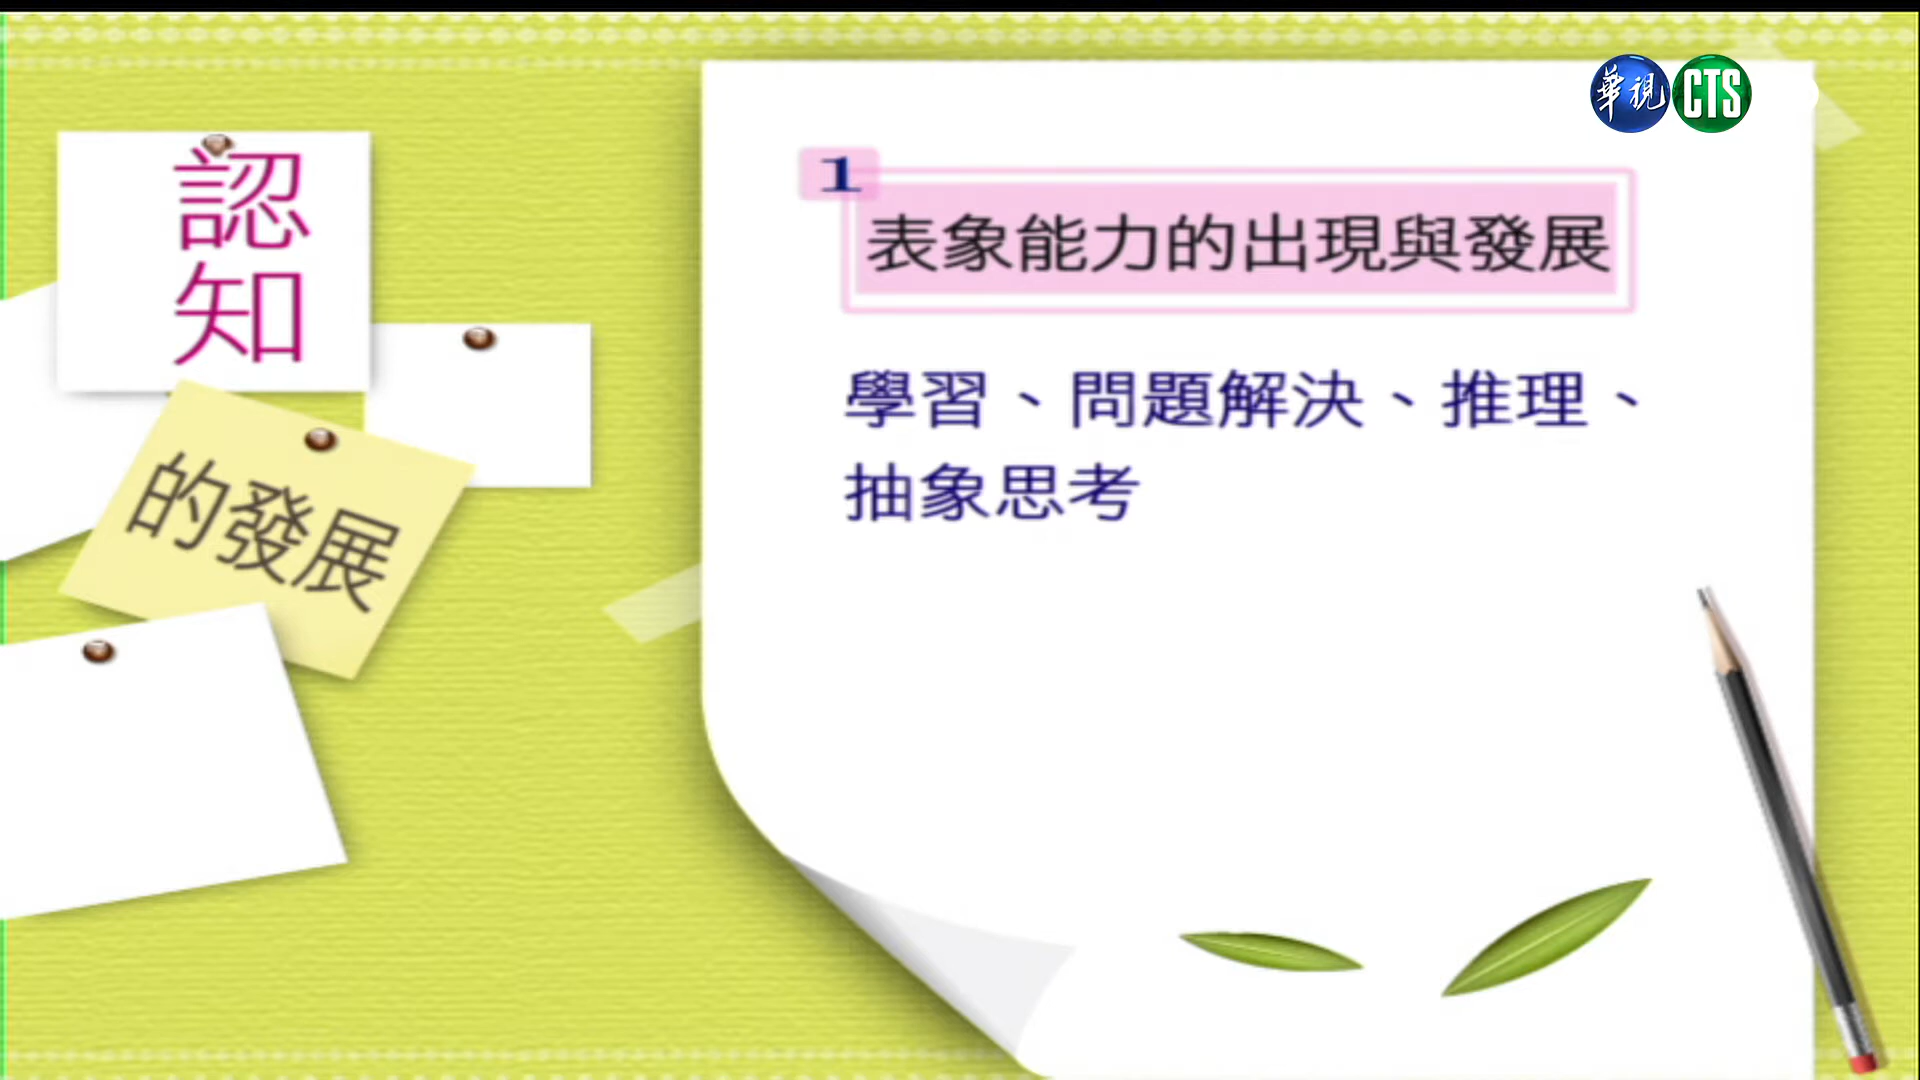 認
知
的發展
華視 CTS
1
表象能力的出現與發展
學習、問題解決、推理、
抽象思考